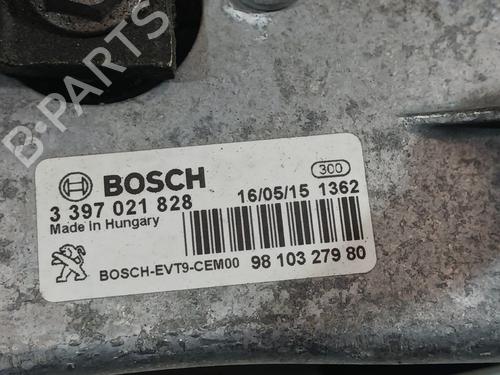 B-PARTS
BOSCH
300
3 397 021 828
16/05/15 1362
Made In Hungary
BOSCH-EVT9-CEM00
98 103 279 80